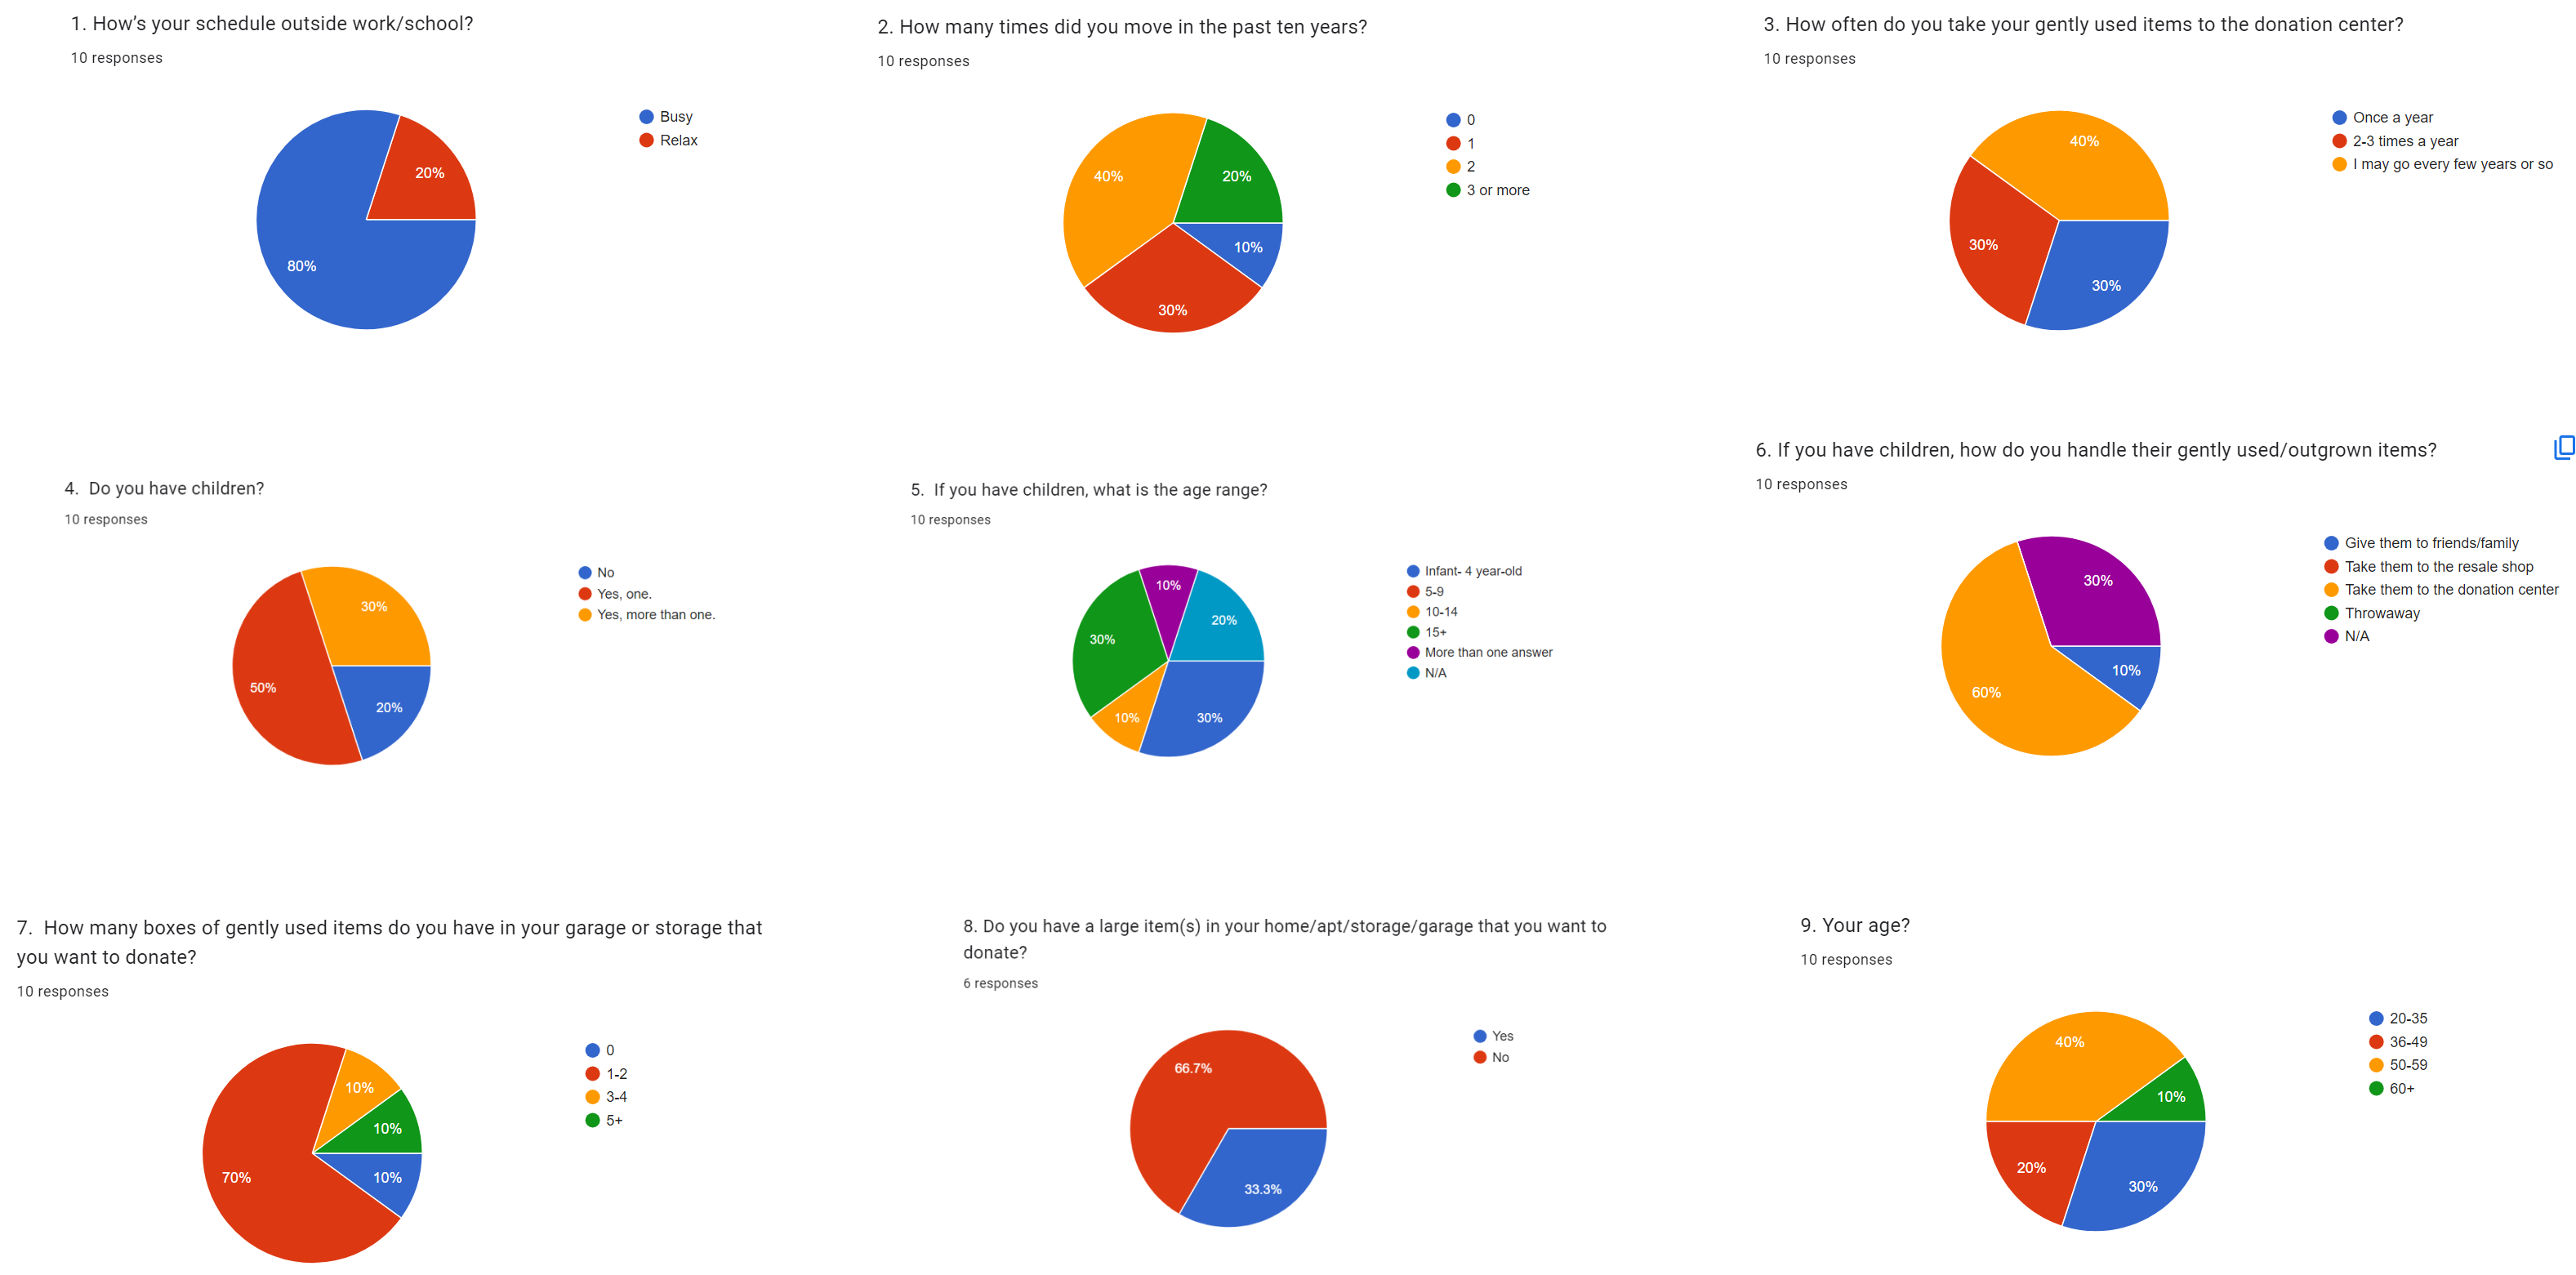 1. How's your schedule outside work/school?
10 responses
Busy
Relax
20%
80%
2. How many times did you move in the past ten years?
10 responses
0
1
2
3 or more
40%
20%
10%
30%
3. How often do you take your gently used items to the donation center?
10 responses
Once a year
2-3 times a year
I may go every few years or so
40%
30%
30%
4.  Do you have children?
10 responses
No
Yes, one.
Yes, more than one.
30%
50%
20%
5.  If you have children, what is the age range?
10 responses
Infant- 4 year-old
5-9
10-14
15+
More than one answer
N/A
10%
20%
30%
10%
30%
6. If you have children, how do you handle their gently used/outgrown items?
10 responses
Give them to friends/family
Take them to the resale shop
Take them to the donation center
Throwaway
N/A
30%
10%
60%
7.  How many boxes of gently used items do you have in your garage or storage that
you want to donate?
10 responses
0
1-2
3-4
5+
10%
10%
10%
70%
8. Do you have a large item(s) in your home/apt/storage/garage that you want to
donate?
6 responses
Yes
No
66.7%
33.3%
9. Your age?
10 responses
20-35
36-49
50-59
60+
40%
10%
20%
30%